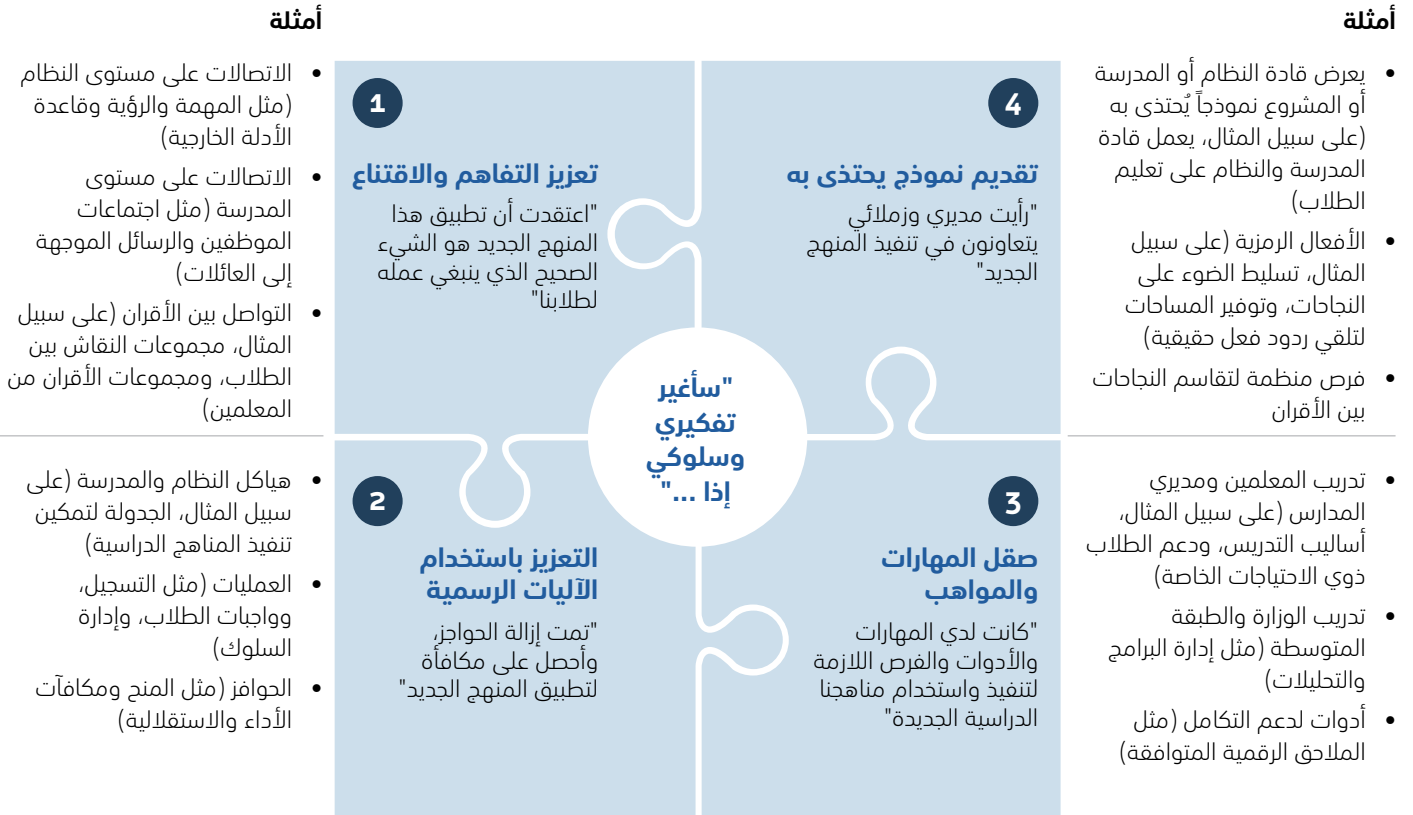 أمثلة
• الاتصالات على مستوى النظام
(مثل المهمة والرؤية وقاعدة
الأدلة الخارجية)
• الاتصالات على مستوى
المدرسة (مثل اجتماعات
الموظفين والرسائل الموجهة
إلى العائلات)
• التواصل بين الأقران (على سبيل
المثال، مجموعات النقاش بين
الطلاب، ومجموعات الأقران من
المعلمين)
1
تعزيز التفاهم والاقتناع
"اعتقدت أن تطبيق هذا
المنهج الجديد هو الشيء
الصحيح الذي ينبغي عمله
لطلابنا"
• هياكل النظام والمدرسة (على
سبيل المثال، الجدولة لتمكين
تنفيذ المناهج الدراسية)
• العمليات (مثل التسجيل،
وواجبات الطلاب، وإدارة
السلوك)
• الحوافز (مثل المنح ومكافآت
الأداء والاستقلالية)
2
التعزيز باستخدام
الآليات الرسمية
"تمت إزالة الحواجز،
وأحصل على مكافأة
لتطبيق المنهج الجديد"
"سأغير
تفكيري
وسلوكي
إذا ..."
3
صقل المهارات
والمواهب
"كانت لدي المهارات
والأدوات والفرص اللازمة
لتنفيذ واستخدام مناهجنا
الدراسية الجديدة"
• تدريب المعلمين ومديري
المدارس (على سبيل المثال،
أساليب التدريس، ودعم الطلاب
ذوي الاحتياجات الخاصة)
• تدريب الوزارة والطبقة
المتوسطة (مثل إدارة البرامج
والتحليلات)
• أدوات لدعم التكامل (مثل
الملاحق الرقمية المتوافقة)
4
تقديم نموذج يحتذى به
"رأيت مديري وزملائي
يتعاونون في تنفيذ المنهج
الجديد"
أمثلة
• يعرض قادة النظام أو المدرسة
أو المشروع نموذجاً يُحتذى به
(على سبيل المثال، يعمل قادة
المدرسة والنظام على تعليم
الطلاب)
• الأفعال الرمزية (على سبيل
المثال، تسليط الضوء على
النجاحات، وتوفير المساحات
لتلقي ردود فعل حقيقية)
• فرص منظمة لتقاسم النجاحات
بين الأقران